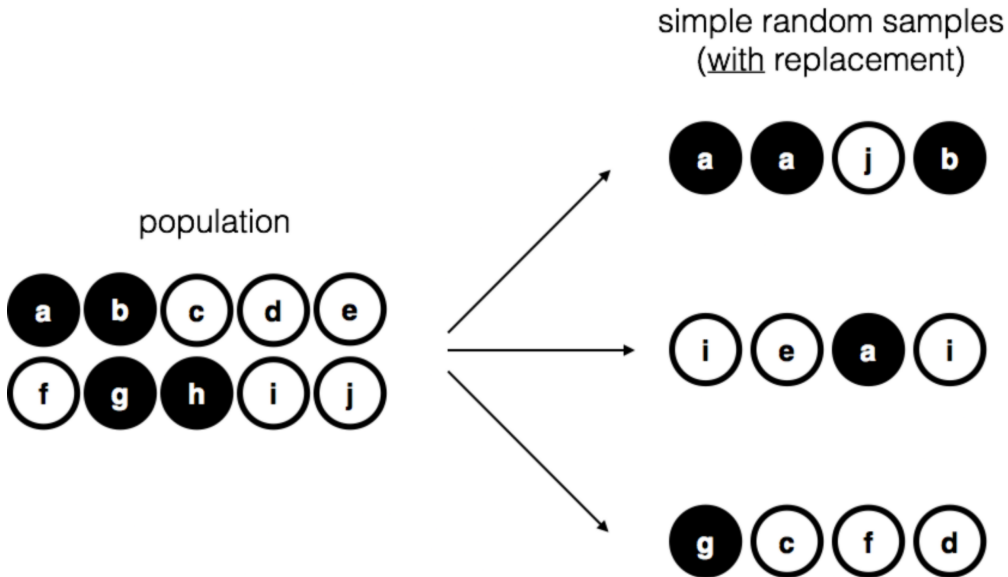 simple random samples
(with replacement)
a a j b
population
a b c d e
f g h i j
i e a i
g c f d